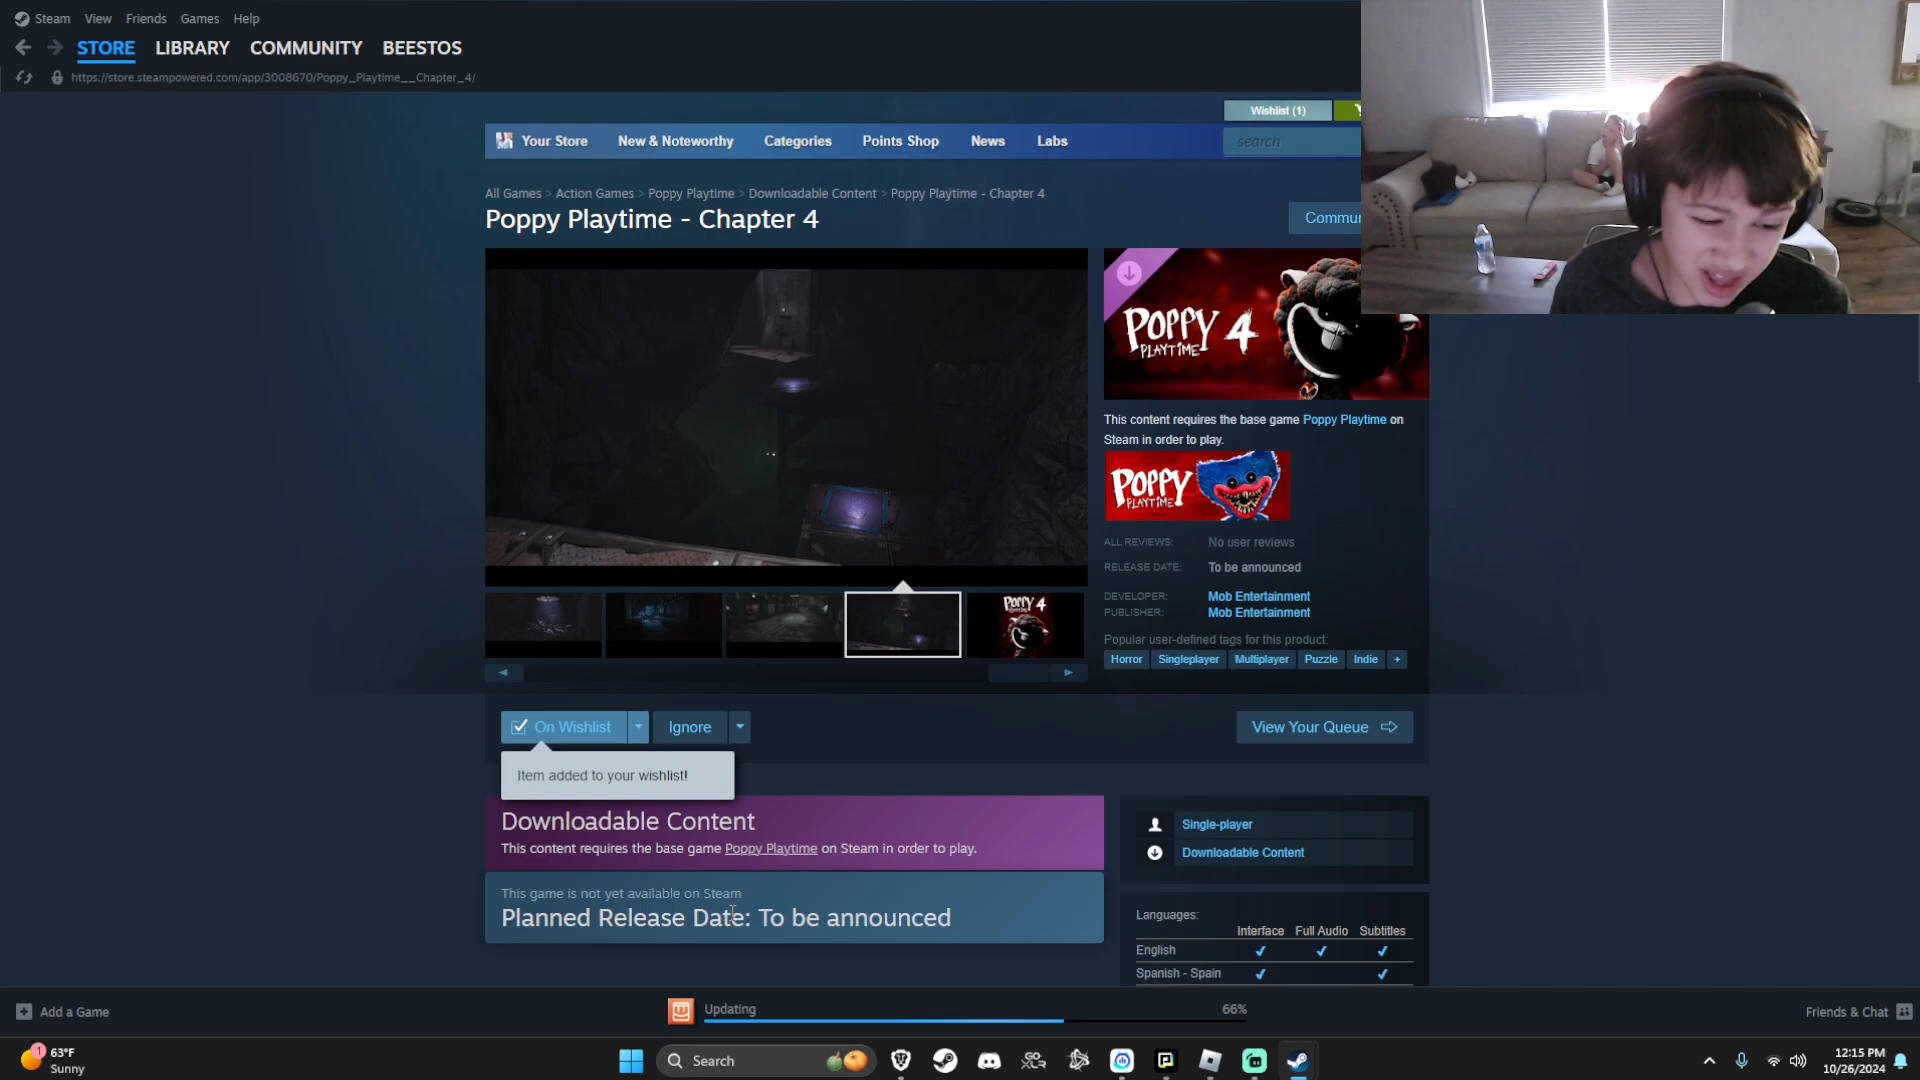 Steam View Friends Games Help
STORE LIBRARY COMMUNITY BEESTOS
https://store.steampowered.com/app/3008670/Poppy_Playtime__Chapter_4/
Wishlist (1)
Your Store New & Noteworthy Categories Points Shop News Labs search
All Games > Action Games > Poppy Playtime > Downloadable Content > Poppy Playtime - Chapter 4
Poppy Playtime - Chapter 4
Commun
POPPY 4
PLAYTIME
This content requires the base game Poppy Playtime on
Steam in order to play.
POPPY
PLAYTIME
ALL REVIEWS: No user reviews
RELEASE DATE: To be announced
DEVELOPER: Mob Entertainment
PUBLISHER: Mob Entertainment
Popular user-defined tags for this product:
Horror Singleplayer Multiplayer Puzzle Indie +
POPPY 4
On Wishlist Ignore View Your Queue
Item added to your wishlist!
Downloadable Content
This content requires the base game Poppy Playtime on Steam in order to play.
This game is not yet available on Steam
Planned Release Date: To be announced
Single-player
Downloadable Content
Languages:
Interface Full Audio Subtitles
English
Spanish - Spain
Add a Game
Updating 66%
Friends & Chat
1
63°F
Sunny
Search
12:15 PM
10/26/2024